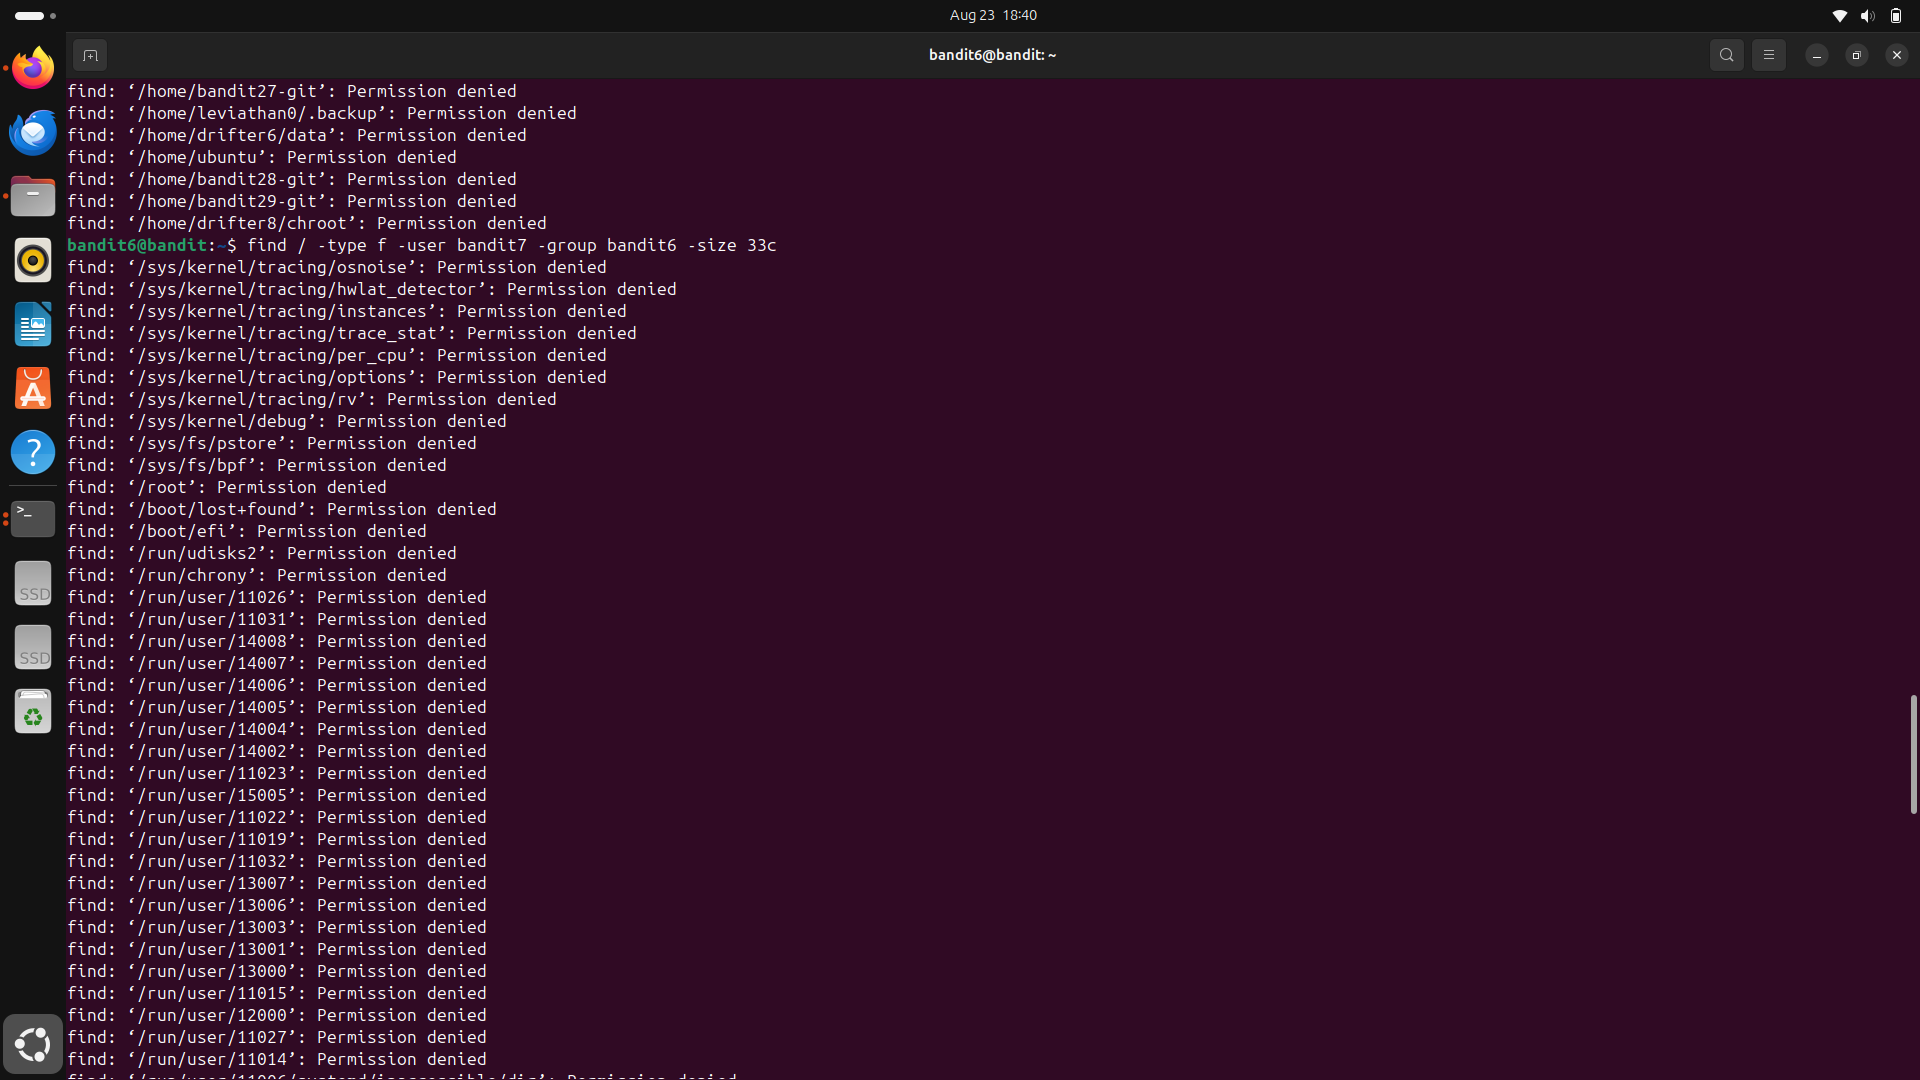 Aug 23 18:40
bandit6@bandit: ~
find: ‘/home/bandit27-git’: Permission denied
find: ‘/home/leviathan0/.backup’: Permission denied
find: ‘/home/drifter6/data’: Permission denied
find: ‘/home/ubuntu’: Permission denied
find: ‘/home/bandit28-git’: Permission denied
find: ‘/home/bandit29-git’: Permission denied
find: ‘/home/drifter8/chroot’: Permission denied
bandit6@bandit:~$ find / -type f -user bandit7 -group bandit6 -size 33c
find: ‘/sys/kernel/tracing/osnoise’: Permission denied
find: ‘/sys/kernel/tracing/hwlat_detector’: Permission denied
find: ‘/sys/kernel/tracing/instances’: Permission denied
find: ‘/sys/kernel/tracing/trace_stat’: Permission denied
find: ‘/sys/kernel/tracing/per_cpu’: Permission denied
find: ‘/sys/kernel/tracing/options’: Permission denied
find: ‘/sys/kernel/tracing/rv’: Permission denied
find: ‘/sys/kernel/debug’: Permission denied
find: ‘/sys/fs/pstore’: Permission denied
find: ‘/sys/fs/bpf’: Permission denied
find: ‘/root’: Permission denied
find: ‘/boot/lost+found’: Permission denied
find: ‘/boot/efi’: Permission denied
find: ‘/run/udisks2’: Permission denied
find: ‘/run/chrony’: Permission denied
find: ‘/run/user/11026’: Permission denied
find: ‘/run/user/11031’: Permission denied
find: ‘/run/user/14008’: Permission denied
find: ‘/run/user/14007’: Permission denied
find: ‘/run/user/14006’: Permission denied
find: ‘/run/user/14005’: Permission denied
find: ‘/run/user/14004’: Permission denied
find: ‘/run/user/14002’: Permission denied
find: ‘/run/user/11023’: Permission denied
find: ‘/run/user/15005’: Permission denied
find: ‘/run/user/11022’: Permission denied
find: ‘/run/user/11019’: Permission denied
find: ‘/run/user/11032’: Permission denied
find: ‘/run/user/13007’: Permission denied
find: ‘/run/user/13006’: Permission denied
find: ‘/run/user/13003’: Permission denied
find: ‘/run/user/13001’: Permission denied
find: ‘/run/user/13000’: Permission denied
find: ‘/run/user/11015’: Permission denied
find: ‘/run/user/12000’: Permission denied
find: ‘/run/user/11027’: Permission denied
find: ‘/run/user/11014’: Permission denied
find: ‘/run/user/11006/systemd/inaccessible/dir’: Permission denied
SSD
SSD